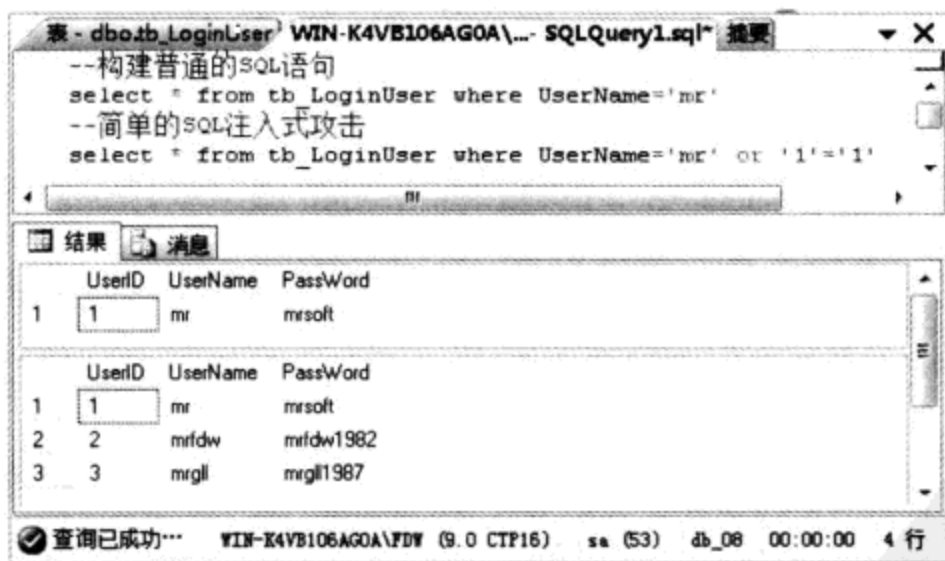 表 - dbo.tb_LoginUser WIN-K4VB106AG0A\...- SQLQuery1.sql* 摘要
--构建普通的SQL语句
select * from tb_LoginUser where UserName='mr'
--简单的SQL注入式攻击
select * from tb_LoginUser where UserName='mr' or '1'='1'
结果 消息
UserID UserName PassWord
1 1 mr mrsoft
UserID UserName PassWord
1 1 mr mrsoft
2 2 mrfdw mrfdw1982
3 3 mrgll mrgll1987
查询已成功… WIN-K4VB106AG0A\FDW (9.0 CTP16) sa (53) db_08 00:00:00 4 行